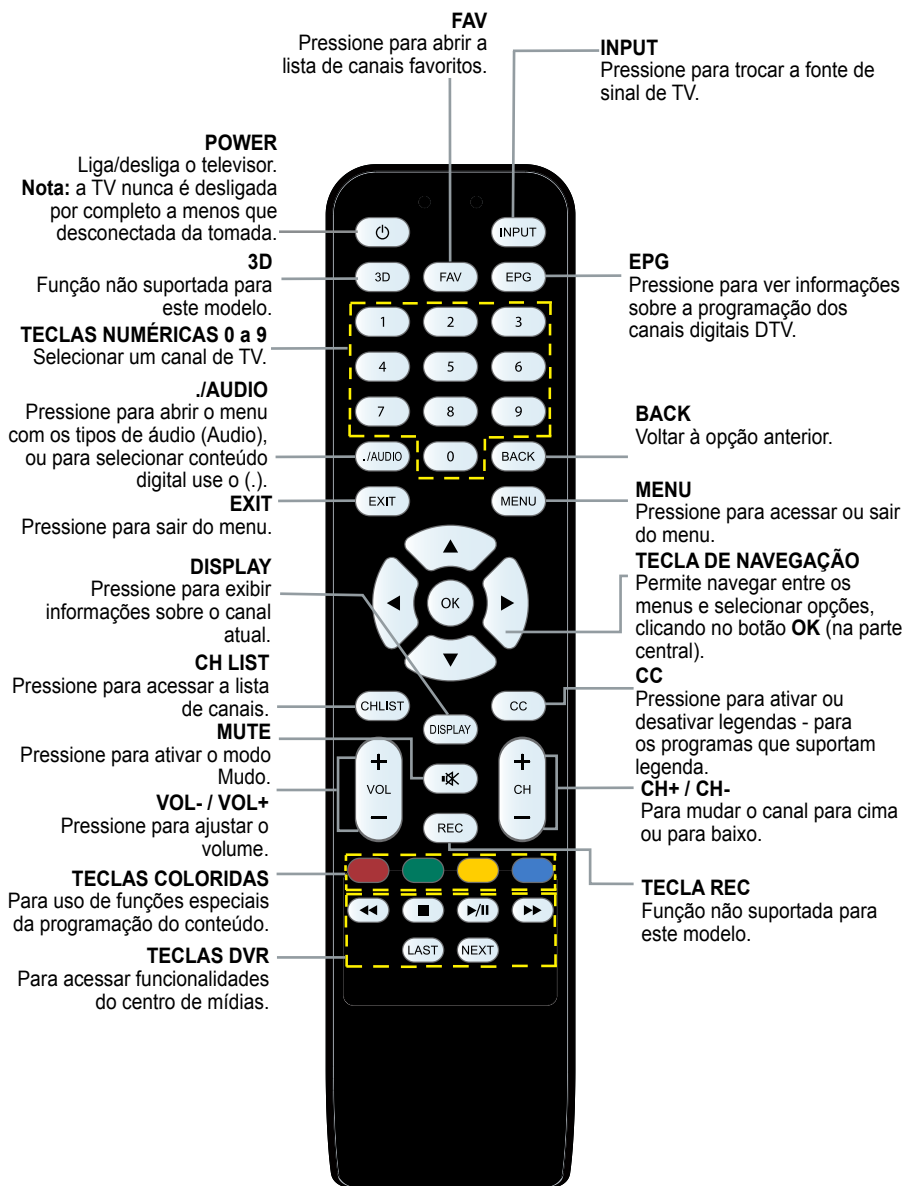 FAV
Pressione para abrir a
lista de canais favoritos.
INPUT
Pressione para trocar a fonte de
sinal de TV.
POWER
Liga/desliga o televisor.
Nota: a TV nunca é desligada
por completo a menos que
desconectada da tomada.
3D
Função não suportada para
este modelo.
TECLAS NUMÉRICAS 0 a 9
Selecionar um canal de TV.
./AUDIO
Pressione para abrir o menu
com os tipos de áudio (Audio),
ou para selecionar conteúdo
digital use o (.).
EXIT
Pressione para sair do menu.
DISPLAY
Pressione para exibir
informações sobre o canal
atual.
CH LIST
Pressione para acessar a lista
de canais.
MUTE
Pressione para ativar o modo
Mudo.
VOL- / VOL+
Pressione para ajustar o
volume.
TECLAS COLORIDAS
Para uso de funções especiais
da programação do conteúdo.
TECLAS DVR
Para acessar funcionalidades
do centro de mídias.
INPUT
3D FAV EPG
1 2 3
4 5 6
7 8 9
./AUDIO 0 BACK
EXIT MENU
OK
CHLIST CC
DISPLAY
+ +
VOL CH
− −
REC
LAST NEXT
EPG
Pressione para ver informações
sobre a programação dos
canais digitais DTV.
BACK
Voltar à opção anterior.
MENU
Pressione para acessar ou sair
do menu.
TECLA DE NAVEGAÇÃO
Permite navegar entre os
menus e selecionar opções,
clicando no botão OK (na parte
central).
CC
Pressione para ativar ou
desativar legendas - para
os programas que suportam
legenda.
CH+ / CH-
Para mudar o canal para cima
ou para baixo.
TECLA REC
Função não suportada para
este modelo.